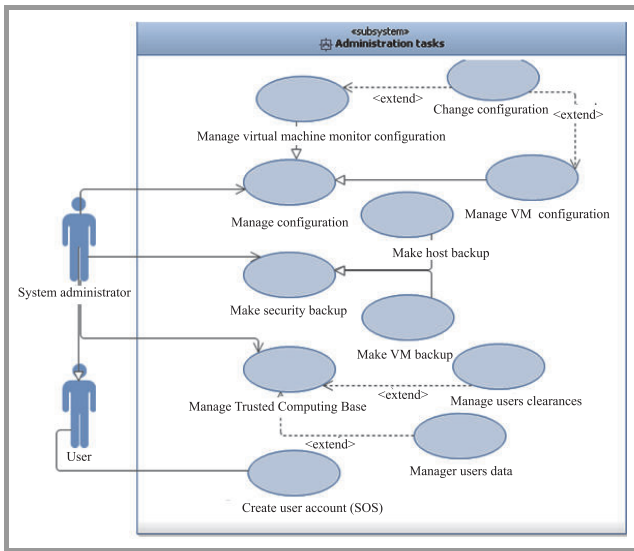 «subsystem»
Administration tasks
<extend>
Change configuration
<extend>
Manage virtual machine monitor configuration
Manage configuration
Manage VM  configuration
Make host backup
System administrator
Make security backup
Make VM backup
Manage Trusted Computing Base
<extend>
Manage users clearances
User
<extend>
Manager users data
Create user account (SOS)